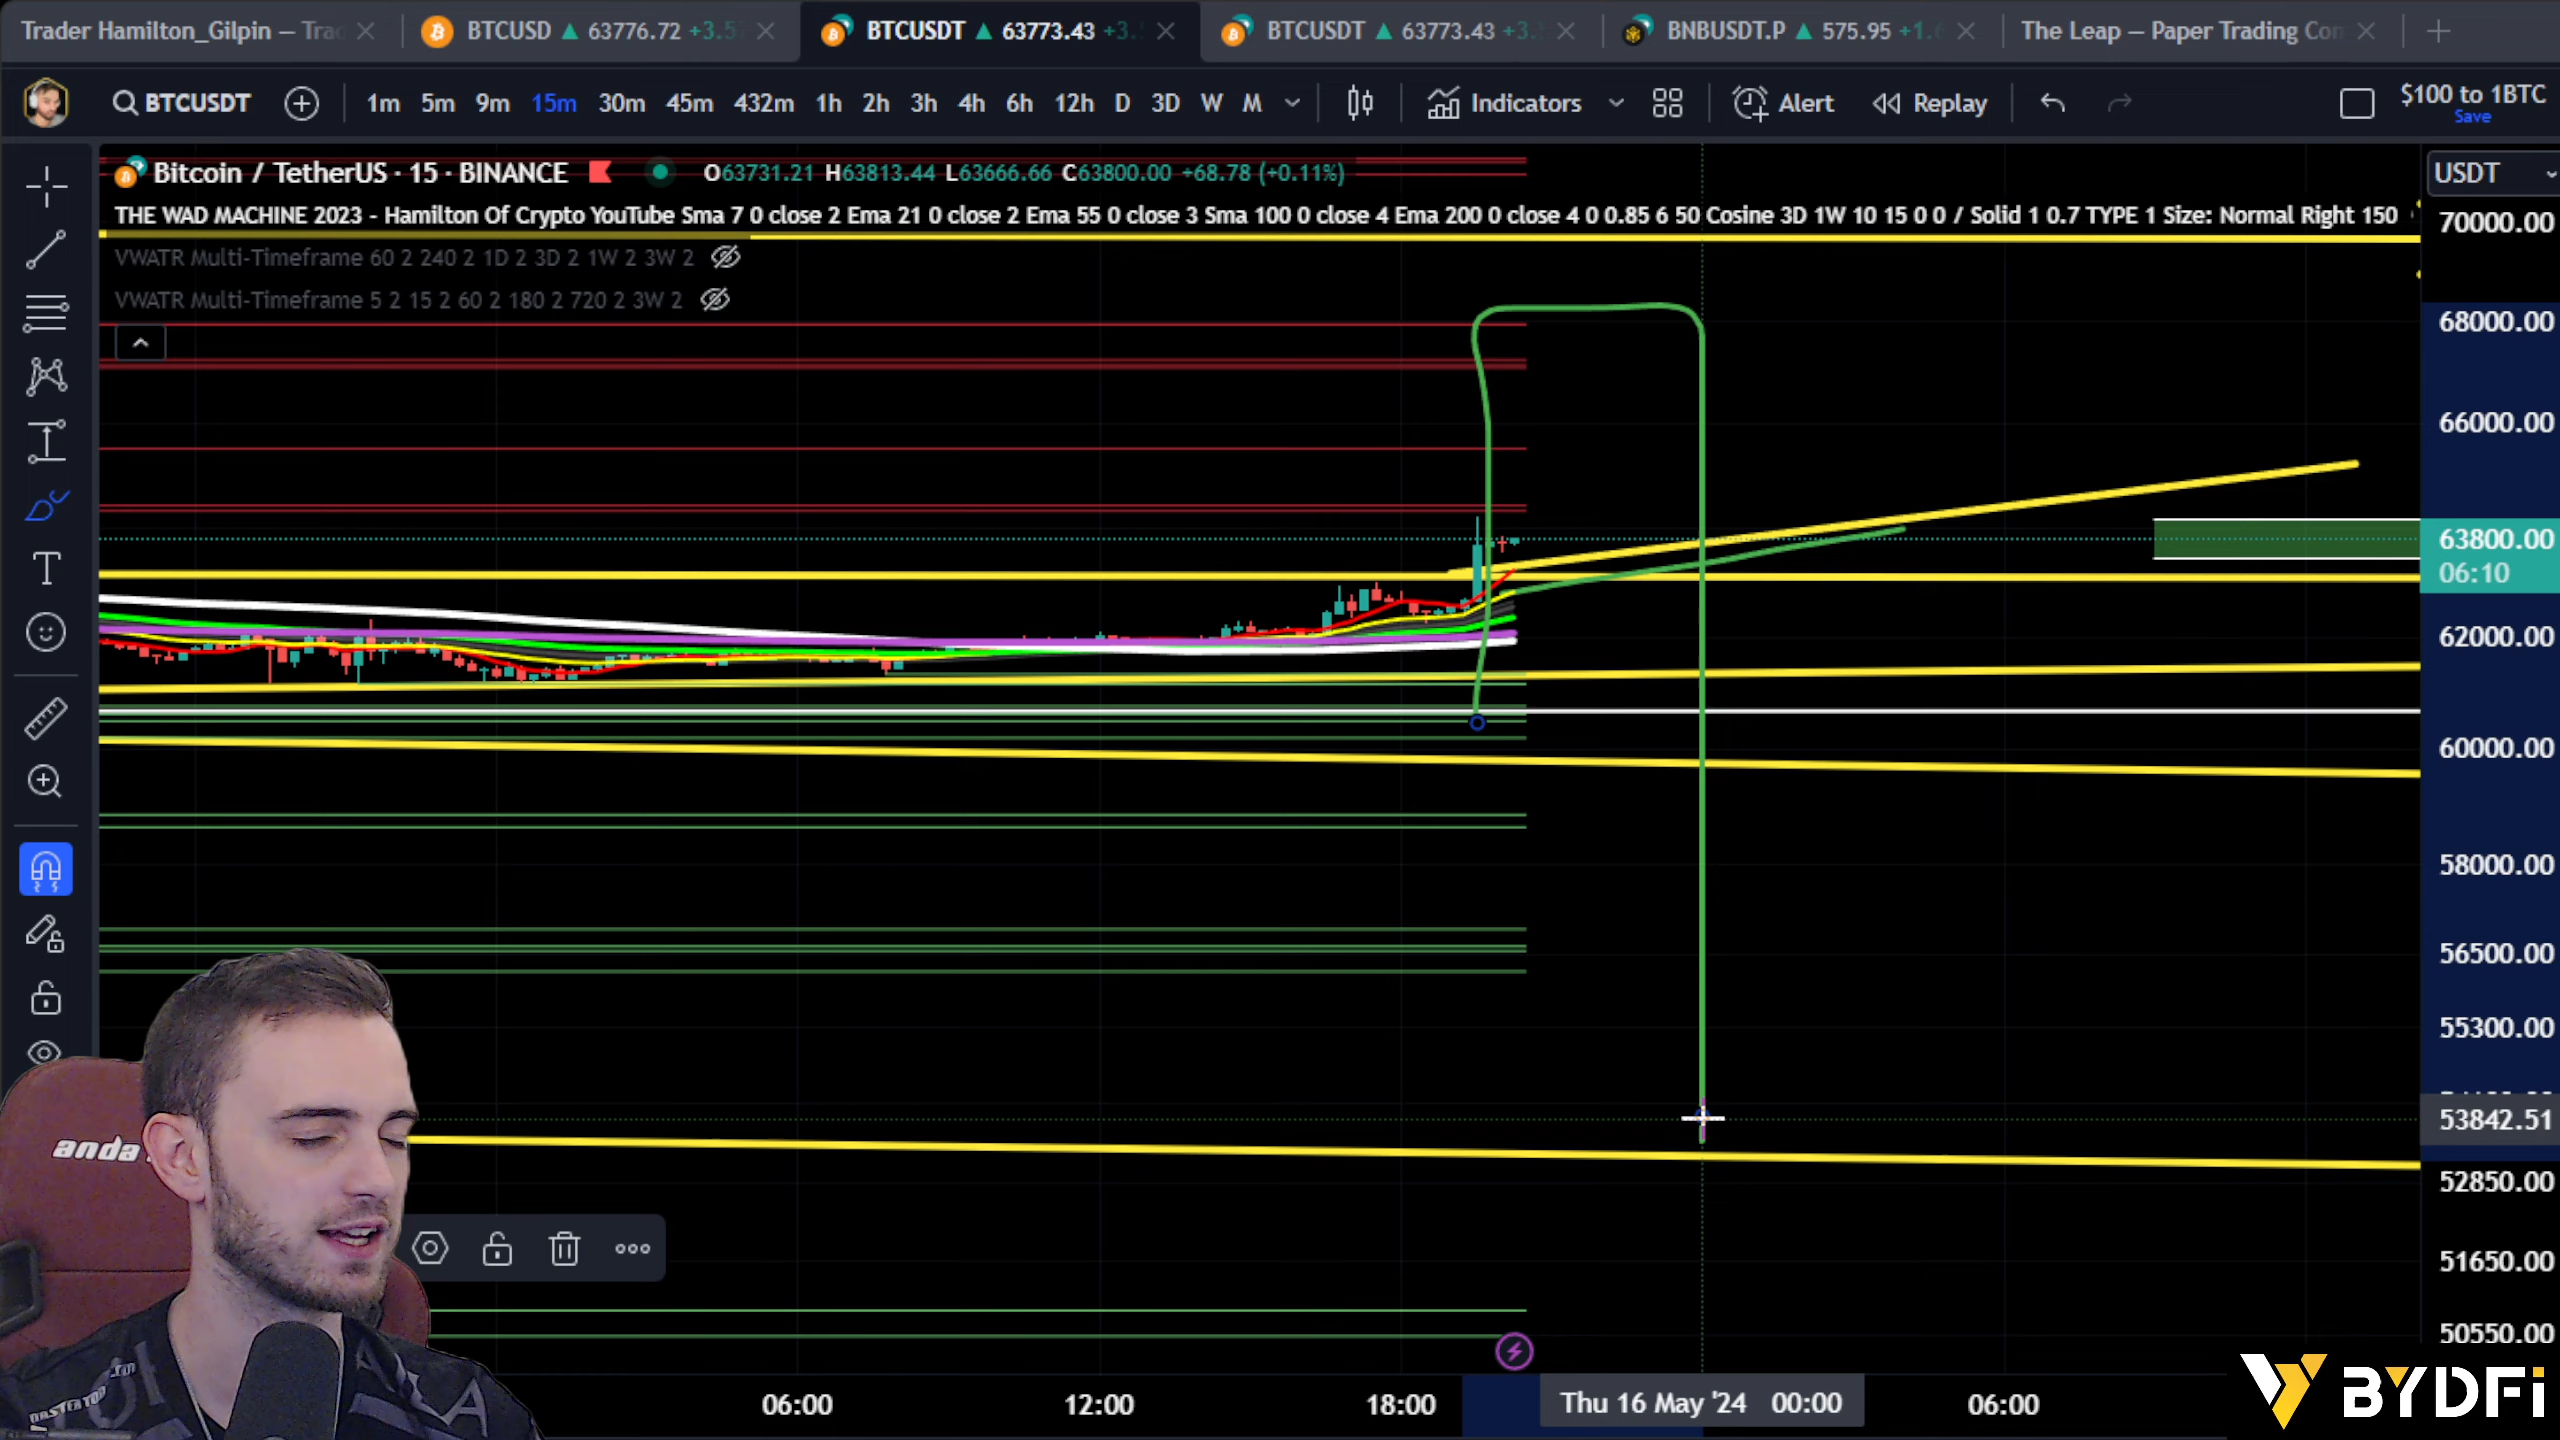 Trader Hamilton_Gilpin — Trad
BTCUSD 63776.72 +3.5
BTCUSDT 63773.43 +3.
BTCUSDT 63773.43 +3.
BNBUSDT.P 575.95 +1.6
The Leap — Paper Trading Com
BTCUSDT
1m 5m 9m 15m 30m 45m 432m 1h 2h 3h 4h 6h 12h D 3D W M
Indicators
Alert
Replay
$100 to 1BTC
Save
Bitcoin / TetherUS · 15 · BINANCE
O63731.21 H63813.44 L63666.66 C63800.00 +68.78 (+0.11%)
USDT
THE WAD MACHINE 2023 - Hamilton Of Crypto YouTube Sma 7 0 close 2 Ema 21 0 close 2 Ema 55 0 close 3 Sma 100 0 close 4 Ema 200 0 close 4 0 0.85 6 50 Cosine 3D 1W 10 15 0 0 / Solid 1 0.7 TYPE 1 Size: Normal Right 150
VWATR Multi-Timeframe 60 2 240 2 1D 2 3D 2 1W 2 3W 2
VWATR Multi-Timeframe 5 2 15 2 60 2 180 2 720 2 3W 2
T
70000.00
68000.00
66000.00
63800.00
06:10
62000.00
60000.00
58000.00
56500.00
55300.00
53842.51
52850.00
51650.00
50550.00
anda
06:00
12:00
18:00
Thu 16 May '24 00:00
06:00
BYDFi